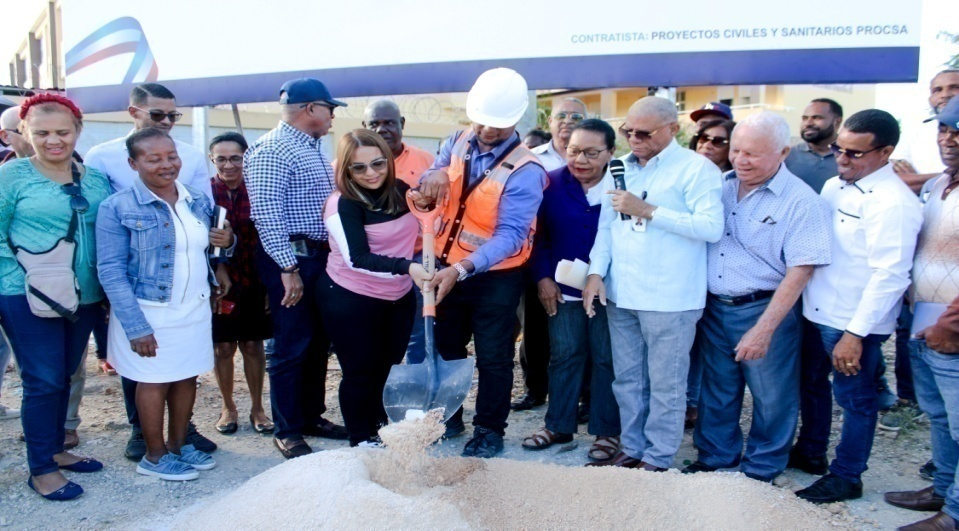 CONTRATISTA: PROYECTOS CIVILES Y SANITARIOS PROCSA